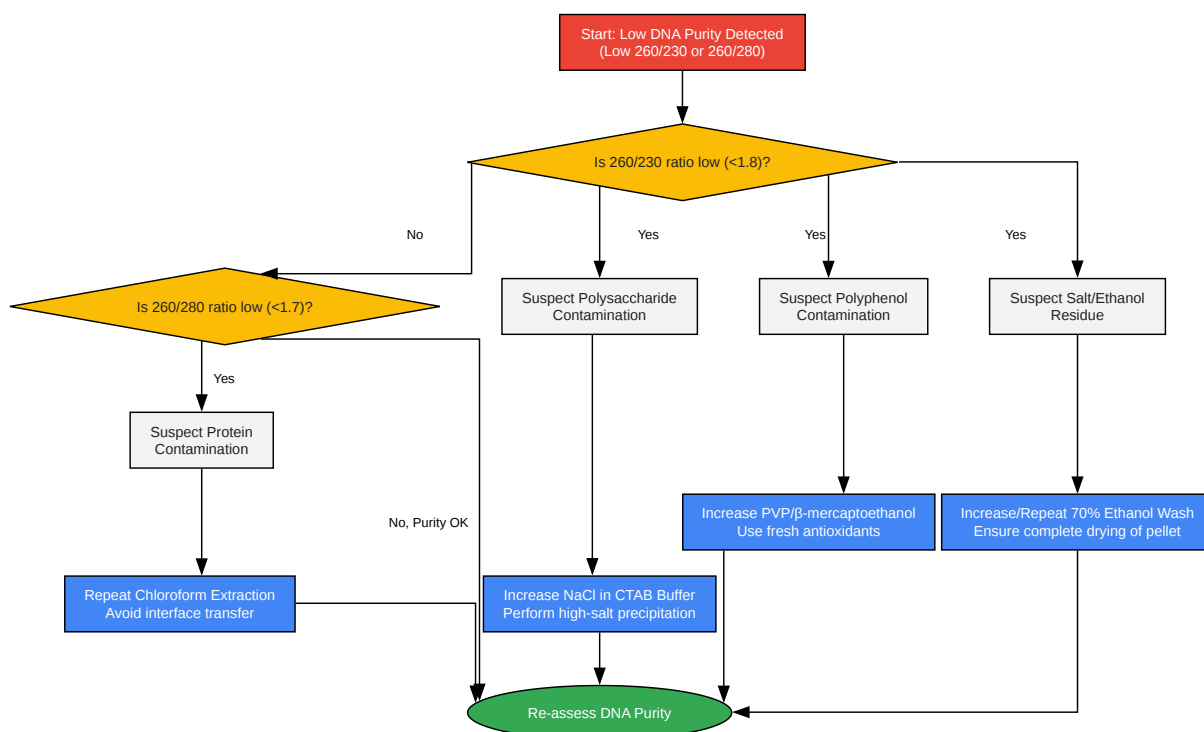 Start: Low DNA Purity Detected
(Low 260/230 or 260/280)
Is 260/230 ratio low (<1.8)?
No
Yes
Yes
Yes
Is 260/280 ratio low (<1.7)?
Suspect Polysaccharide
Contamination
Suspect Polyphenol
Contamination
Suspect Salt/Ethanol
Residue
Yes
Suspect Protein
Contamination
No, Purity OK
Increase PVP/β-mercaptoethanol
Use fresh antioxidants
Increase/Repeat 70% Ethanol Wash
Ensure complete drying of pellet
Repeat Chloroform Extraction
Avoid interface transfer
Increase NaCl in CTAB Buffer
Perform high-salt precipitation
Re-assess DNA Purity